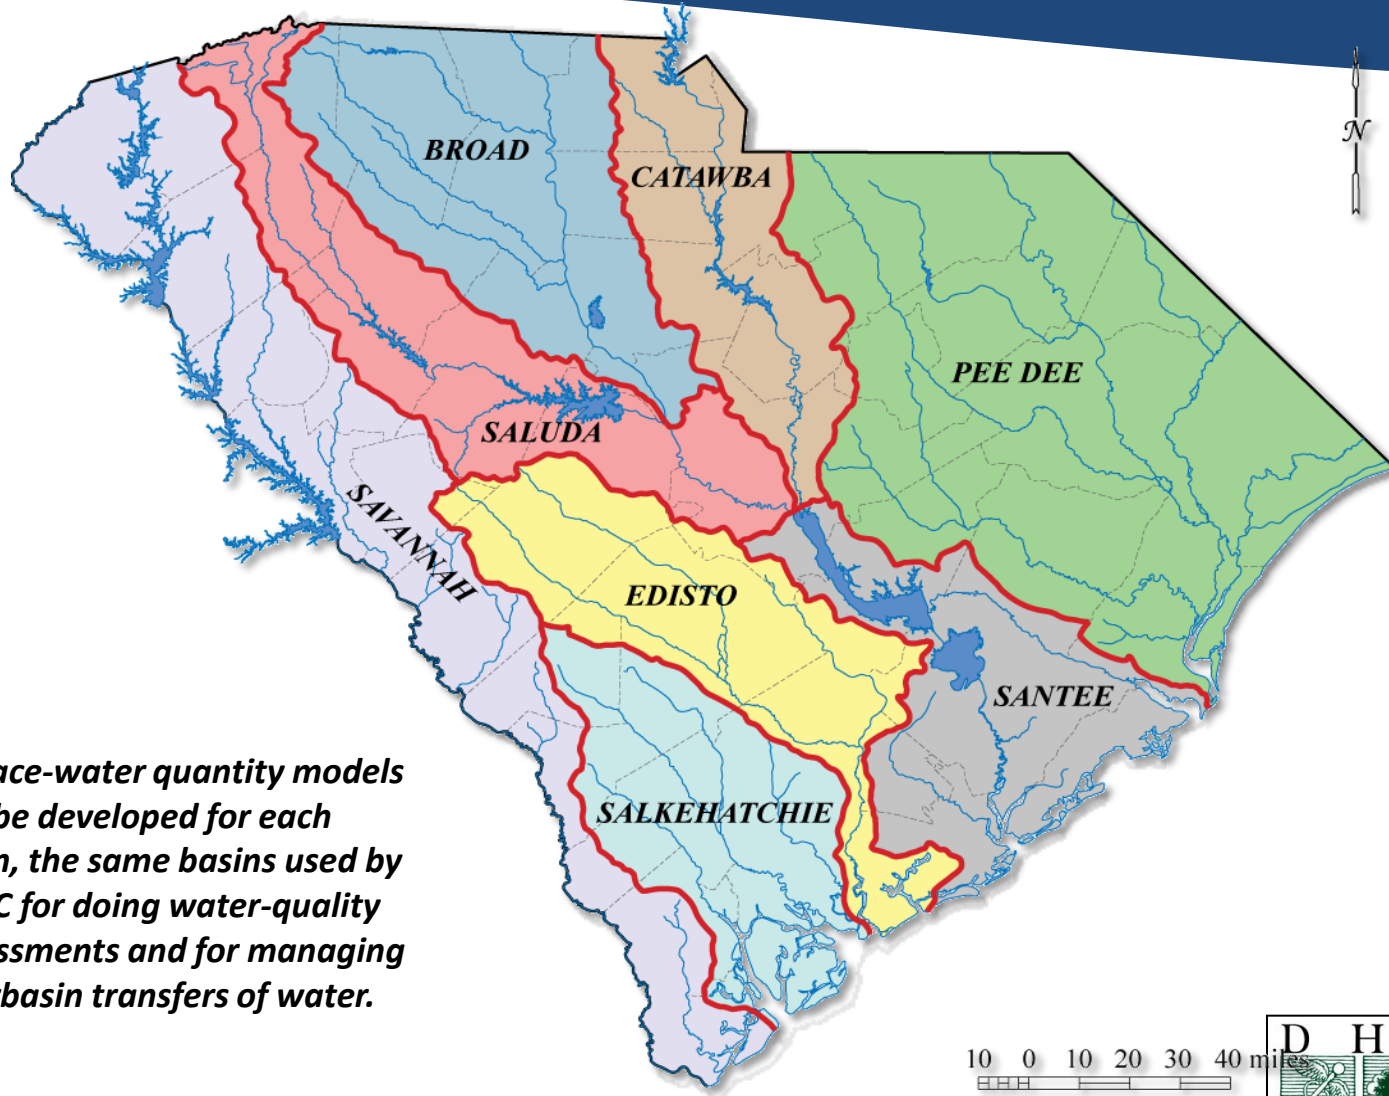 BROAD
CATAWBA
N
PEE DEE
SALUDA
SAVANNAH
EDISTO
SANTEE
SALKEHATCHIE
ace-water quantity models
be developed for each
n, the same basins used by
C for doing water-quality
ssments and for managing
basin transfers of water.
10 0 10 20 30 40 miles
D H